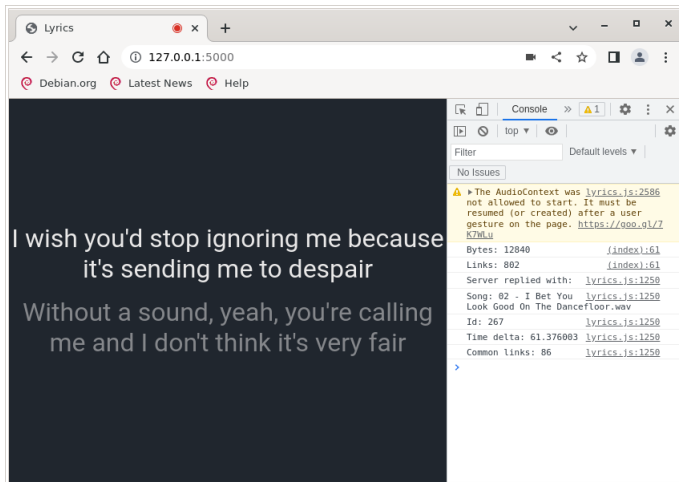 Lyrics
127.0.0.1:5000
Debian.org Latest News Help
Console » 1
top ▼
Filter Default levels ▼
No Issues
▶The AudioContext was lyrics.js:2586
not allowed to start. It must be
resumed (or created) after a user
gesture on the page. https://goo.gl/7
K7WLu
Bytes: 12840 (index):61
Links: 802 (index):61
Server replied with: lyrics.js:1250
Song: 02 - I Bet You lyrics.js:1250
Look Good On The Dancefloor.wav
Id: 267 lyrics.js:1250
Time delta: 61.376003 lyrics.js:1250
Common links: 86 lyrics.js:1250
I wish you'd stop ignoring me because
it's sending me to despair
Without a sound, yeah, you're calling
me and I don't think it's very fair